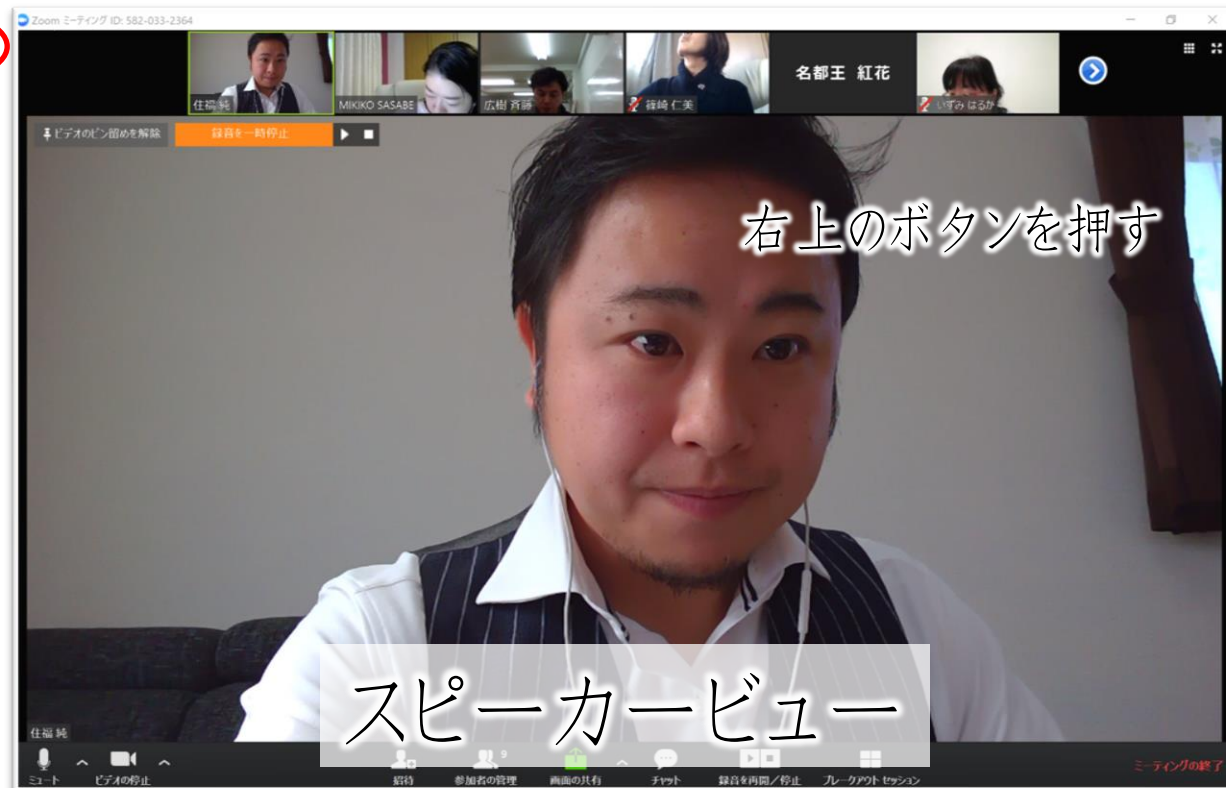 Zoom ミーティング ID: 582-033-2364
住福 純
MIKIKO SASABE
広樹 斉藤
篠崎 仁美
名都王 紅花
いずみ はるか
ビデオのピン留めを解除
録音を一時停止
右上のボタンを押す
スピーカービュー
住福 純
ミュート
ビデオの停止
招待
9
参加者の管理
画面の共有
チャット
録音を再開/停止
ブレークアウト セッション
ミーティングの終了